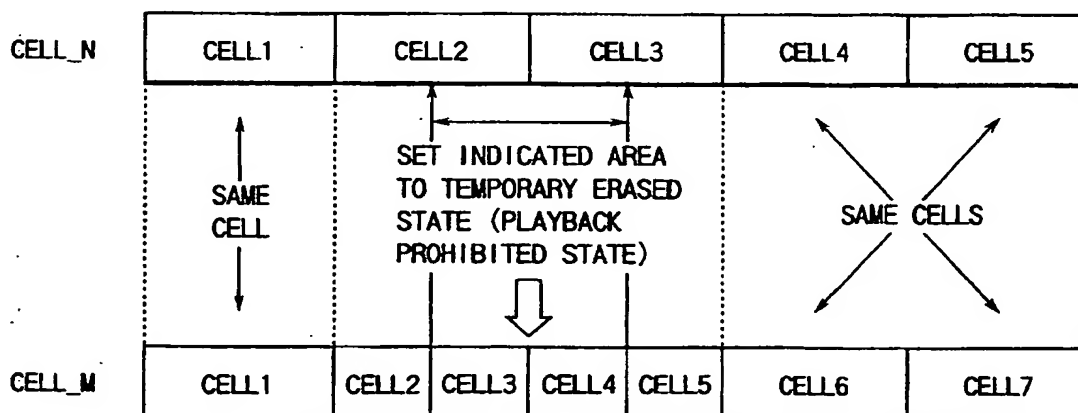 CELL_N CELL1 CELL2 CELL3 CELL4 CELL5
SET INDICATED AREA
TO TEMPORARY ERASED
STATE (PLAYBACK
PROHIBITED STATE)
SAME
CELL
SAME CELLS
CELL_M CELL1 CELL2 CELL3 CELL4 CELL5 CELL6 CELL7